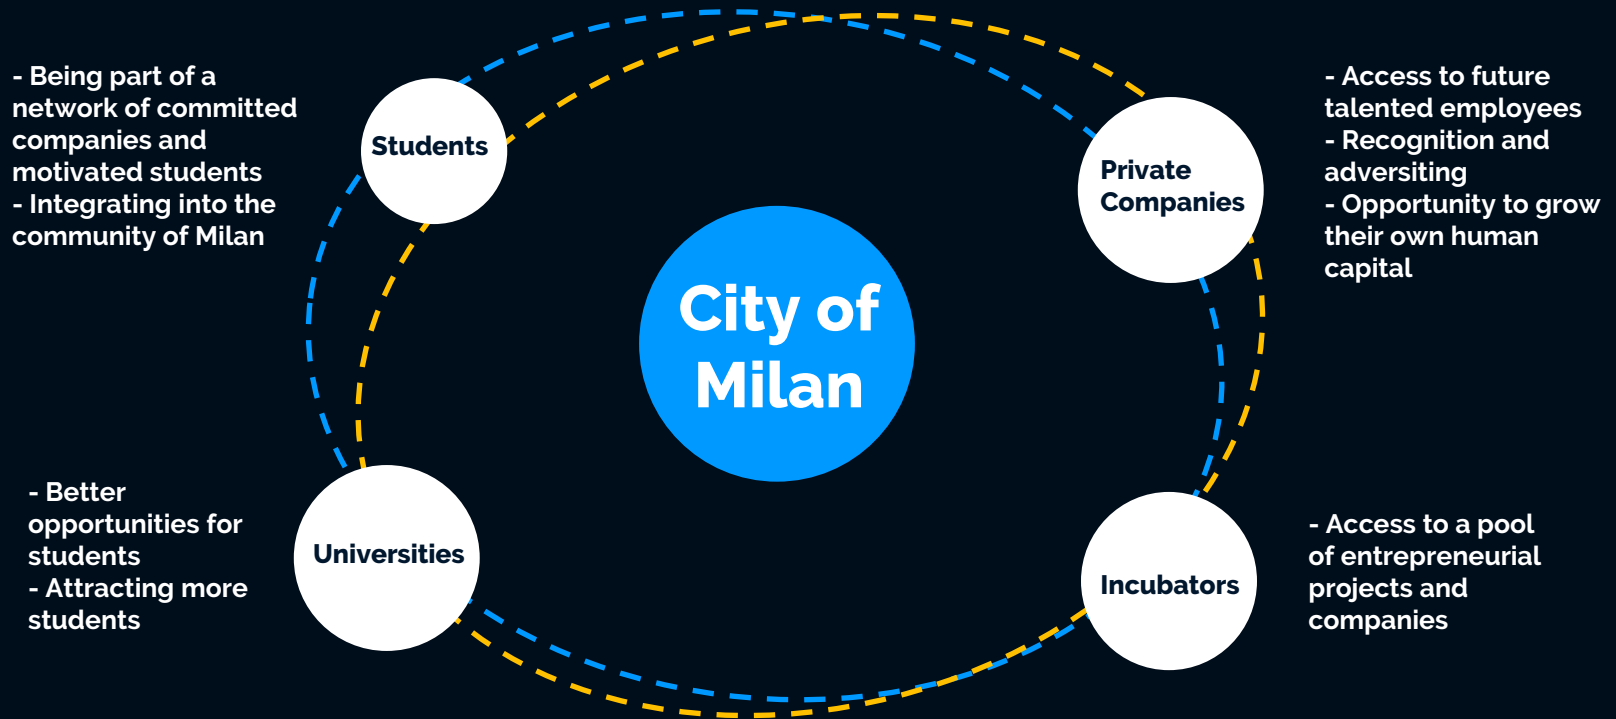 - Being part of a
network of committed
companies and
motivated students
- Integrating into the
community of Milan
Students
Private
Companies
- Access to future
talented employees
- Recognition and
adversiting
- Opportunity to grow
their own human
capital
City of
Milan
- Better
opportunities for
students
- Attracting more
students
Universities
Incubators
- Access to a pool
of entrepreneurial
projects and
companies